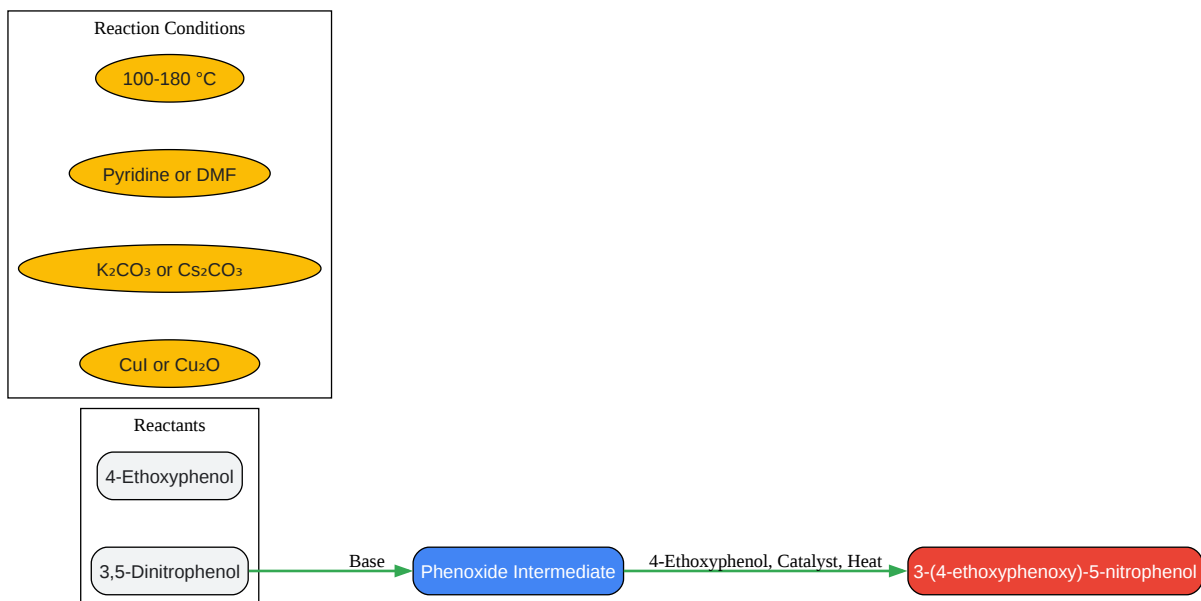 Reaction Conditions
100-180 °C
Pyridine or DMF
K₂CO₃ or Cs₂CO₃
CuI or Cu₂O
Reactants
4-Ethoxyphenol
3,5-Dinitrophenol
Base
Phenoxide Intermediate
4-Ethoxyphenol, Catalyst, Heat
3-(4-ethoxyphenoxy)-5-nitrophenol